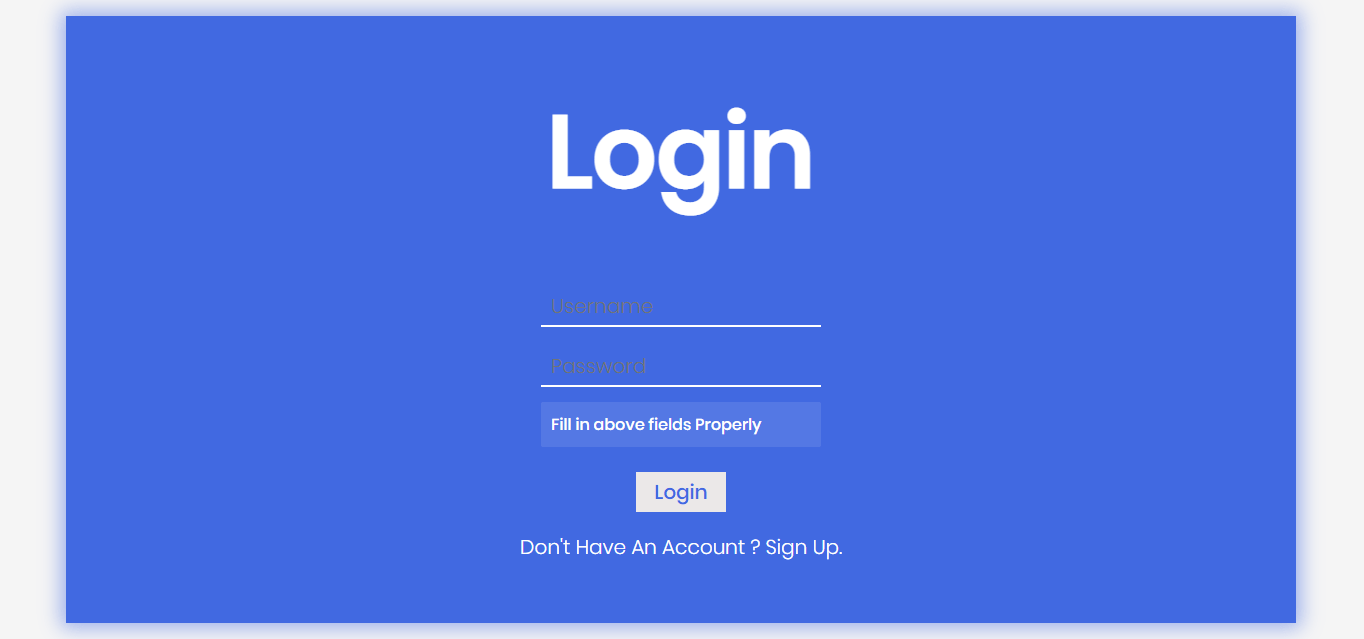 Login
Username
Password
Fill in above fields Properly
Login
Don't Have An Account ? Sign Up.